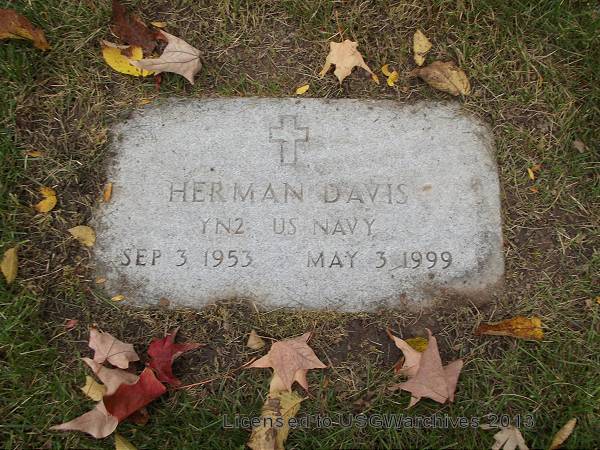 HERMAN DAVIS
YN2 US NAVY
SEP 3 1953 MAY 3 1999
Licensed to USGWarchives 2013